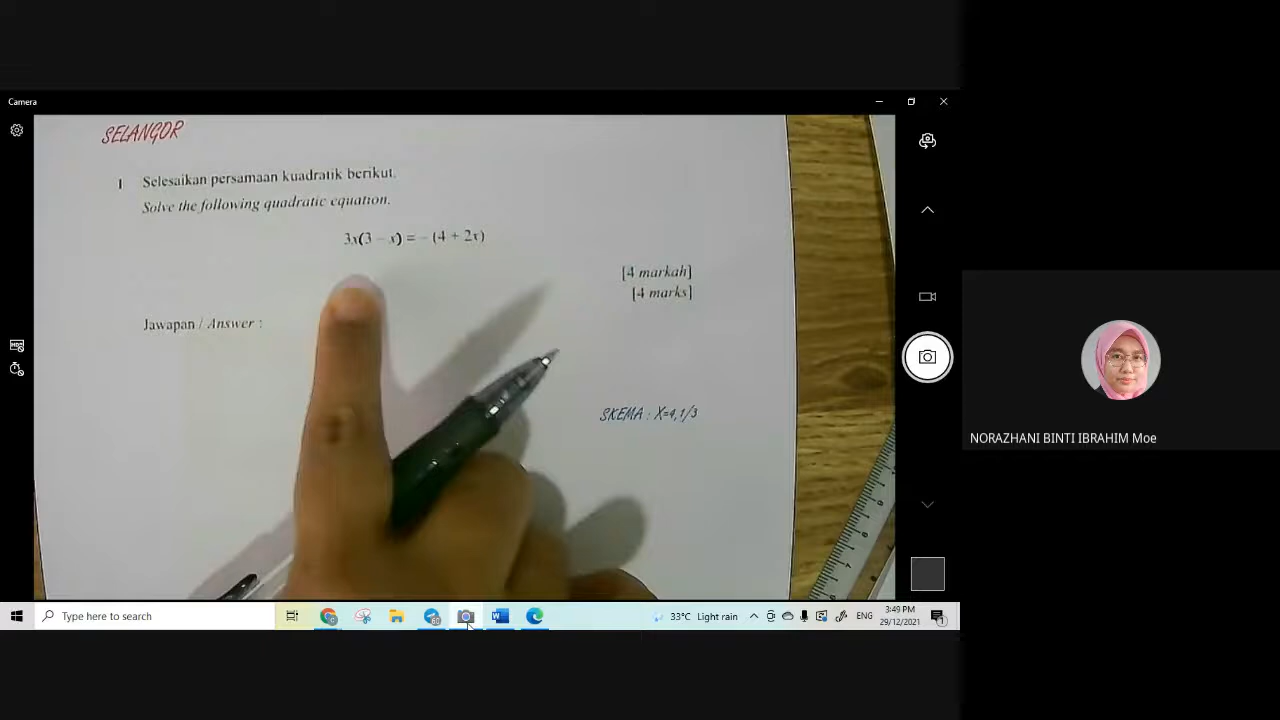 Camera
SELANGOR
1 Selesaikan persamaan kuadratik berikut.
Solve the following quadratic equation.
3x(3 − x) = − (4 + 2x)
[4 markah]
[4 marks]
Jawapan / Answer :
SKEMA : X=4,1/3
NORAZHANI BINTI IBRAHIM Moe
Type here to search
33°C Light rain
ENG
3:49 PM
29/12/2021